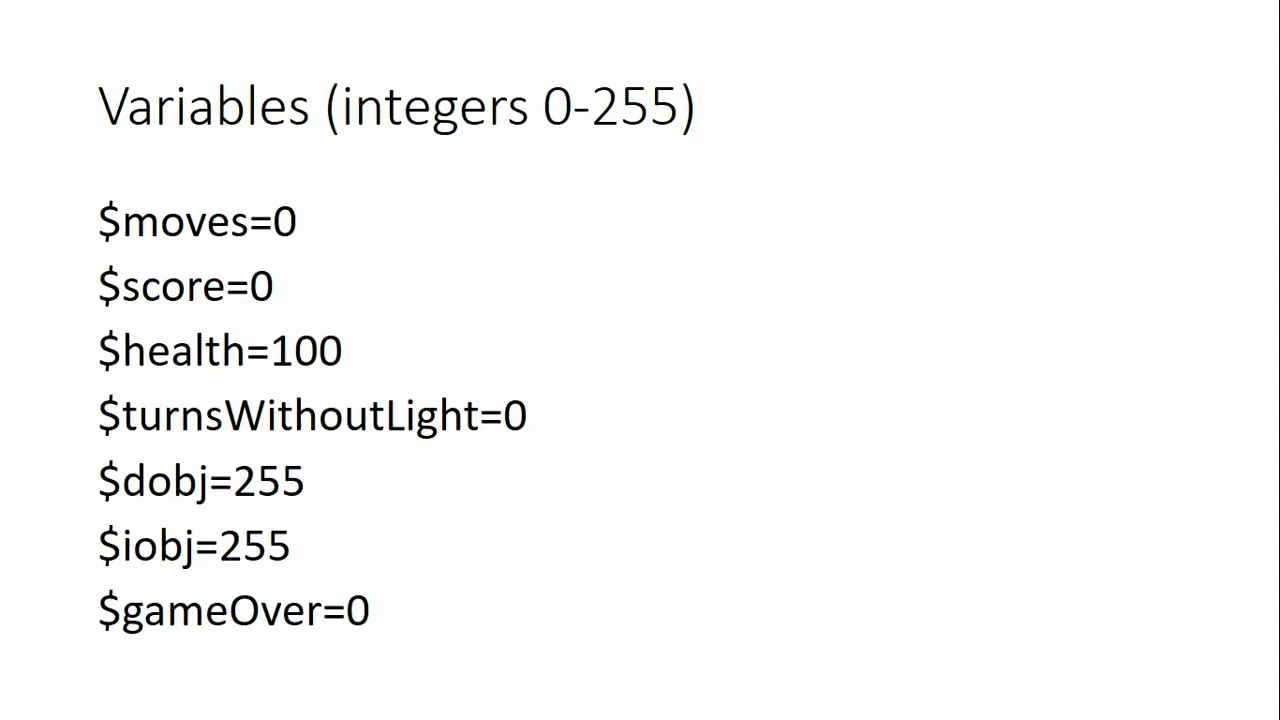 Variables (integers 0-255)
$moves=0
$score=0
$health=100
$turnsWithoutLight=0
$dobj=255
$iobj=255
$gameOver=0